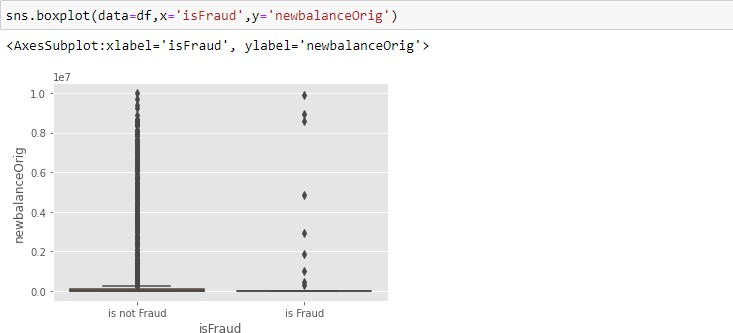 sns.boxplot(data=df,x='isFraud',y='newbalanceOrig')
<AxesSubplot:xlabel='isFraud', ylabel='newbalanceOrig'>
1e7
1.0
0.8
0.6
0.4
0.2
0.0
newbalanceOrig
is not Fraud
is Fraud
isFraud